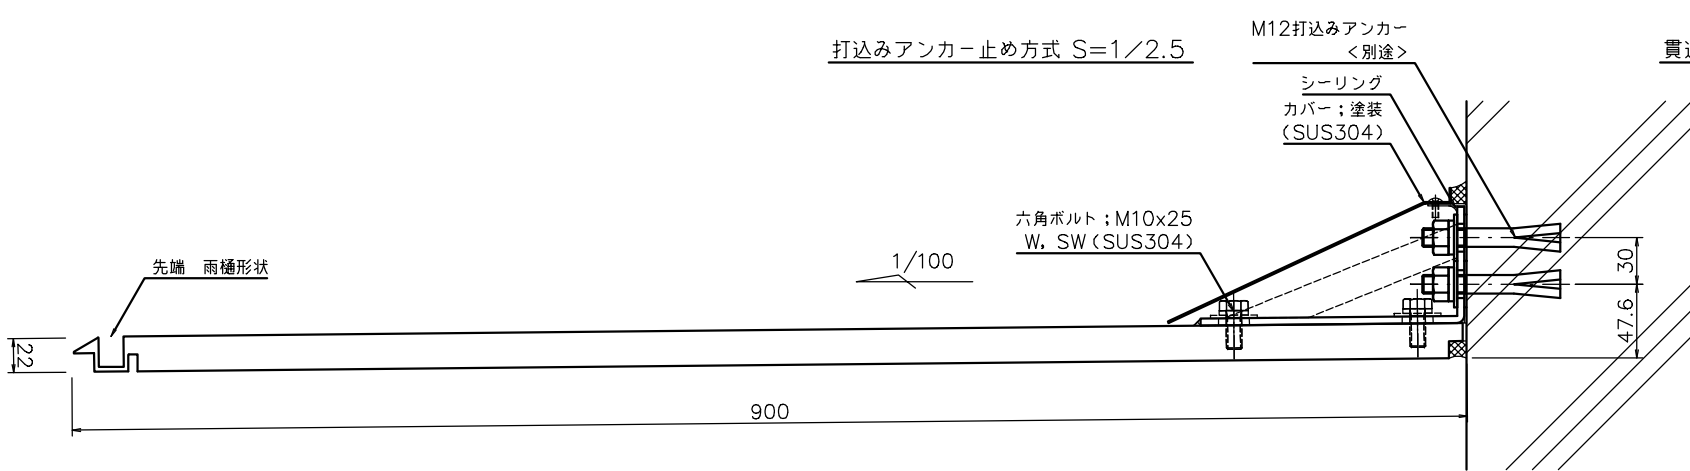 打込みアンカー止め方式 S=1/2.5
M12打込みアンカー
<別途>
貫
シーリング
カバー;塗装
(SUS304)
六角ボルト;M10x25
W, SW(SUS304)
1/100
先端 雨樋形状
30
47.6
22
900